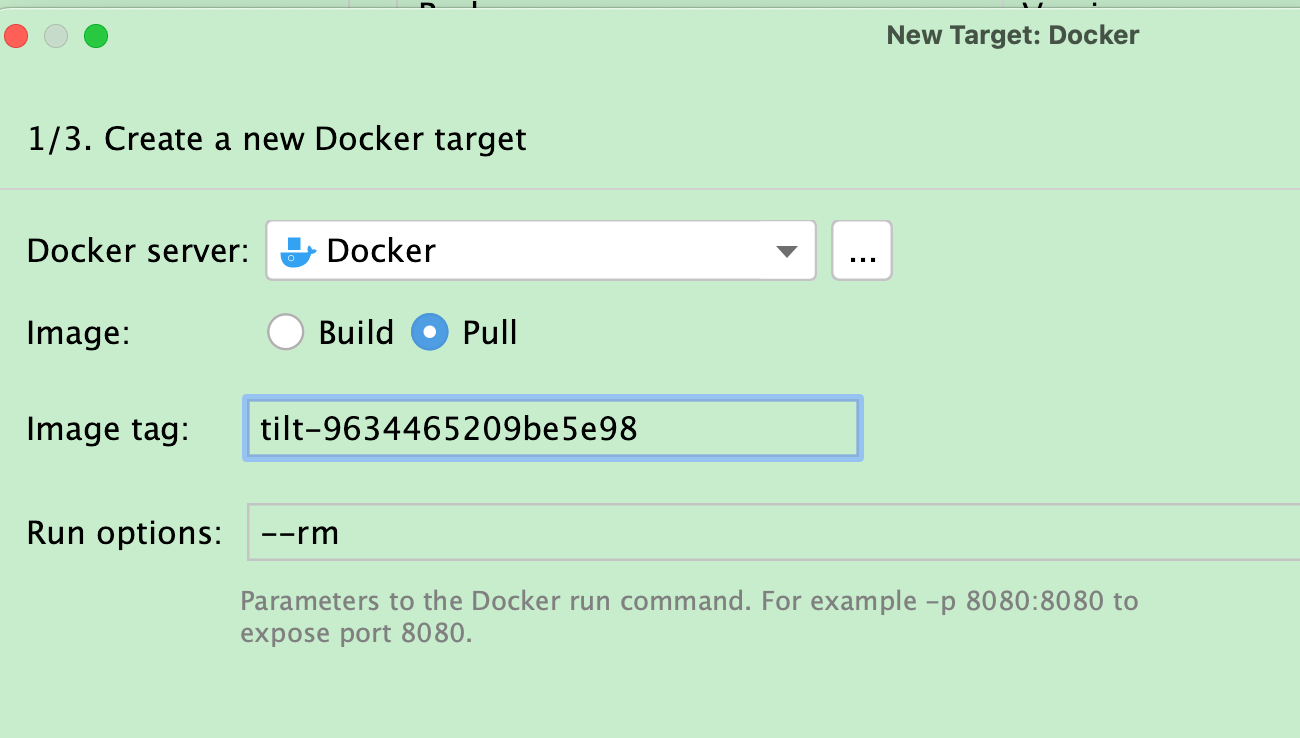 New Target: Docker
1/3. Create a new Docker target
Docker server: Docker ...
Image: Build Pull
Image tag: tilt-9634465209be5e98
Run options: --rm
Parameters to the Docker run command. For example -p 8080:8080 to
expose port 8080.